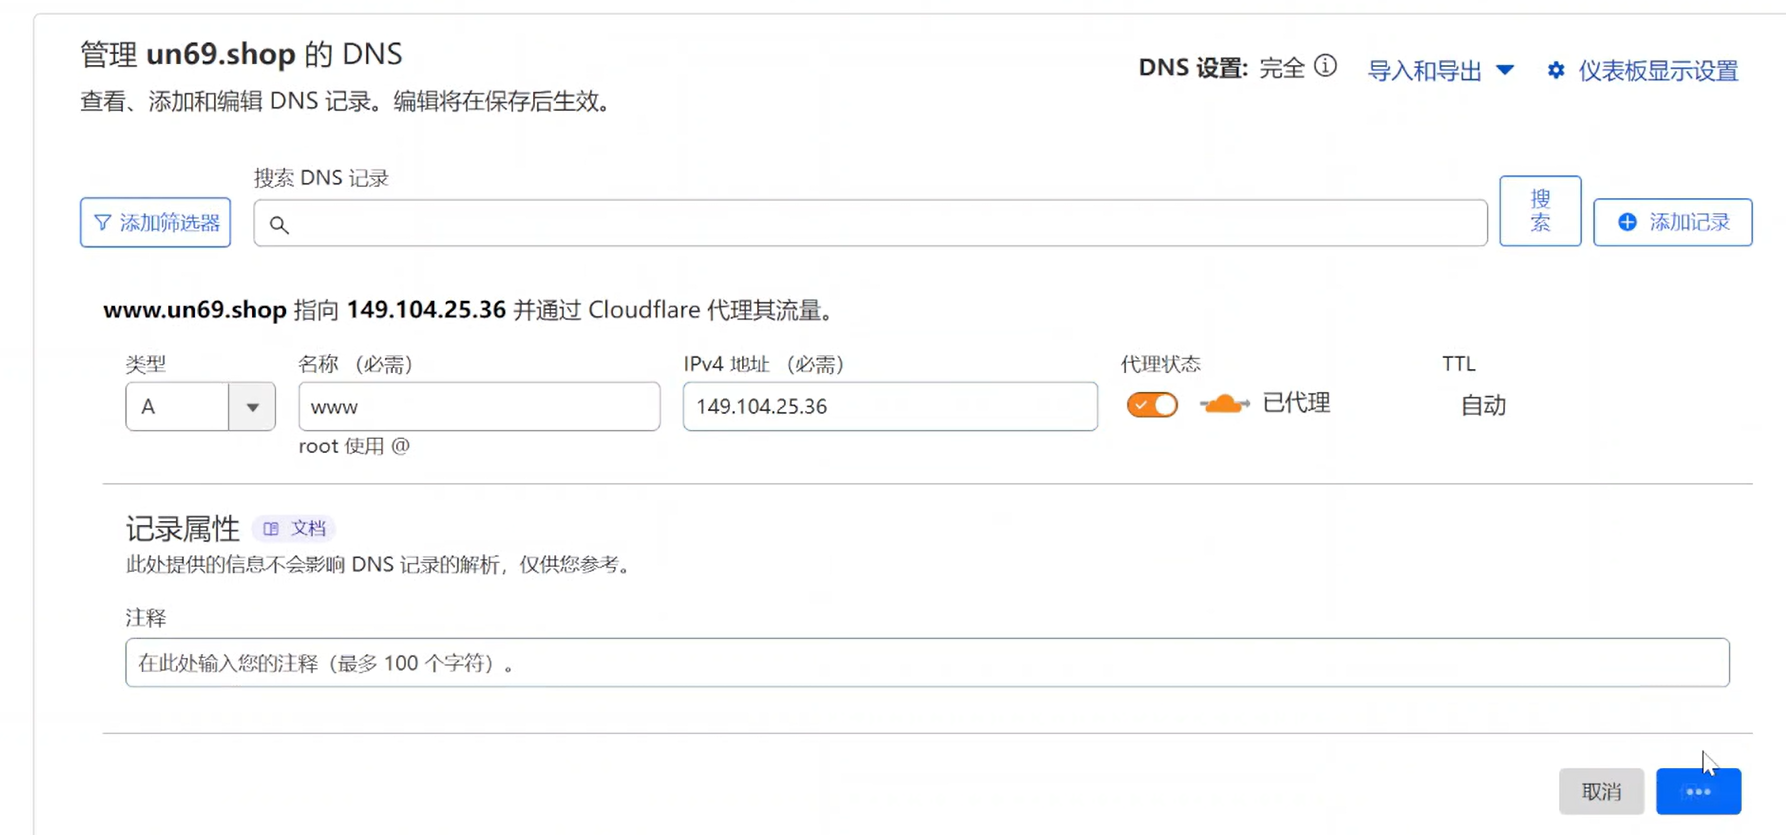 管理 un69.shop 的 DNS
查看、添加和编辑 DNS 记录。编辑将在保存后生效。
DNS 设置: 完全
导入和导出
仪表板显示设置
搜索 DNS 记录
添加筛选器
搜
索
添加记录
www.un69.shop 指向 149.104.25.36 并通过 Cloudflare 代理其流量。
类型
名称 （必需）
IPv4 地址 （必需）
代理状态
TTL
A
www
149.104.25.36
已代理
自动
root 使用 @
记录属性
文档
此处提供的信息不会影响 DNS 记录的解析，仅供您参考。
注释
在此处输入您的注释（最多 100 个字符）。
取消